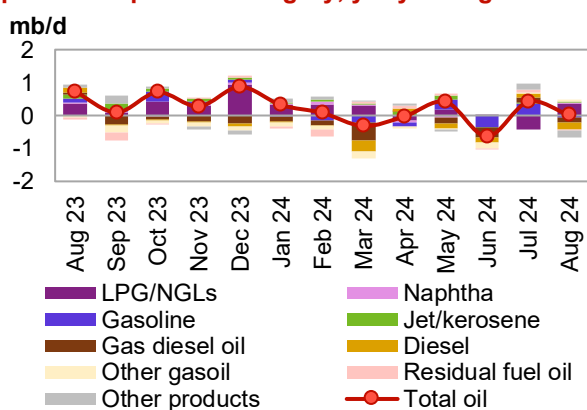 mb/d
2
1
0
-1
-2
Aug 23
Sep 23
Oct 23
Nov 23
Dec 23
Jan 24
Feb 24
Mar 24
Apr 24
May 24
Jun 24
Jul 24
Aug 24
LPG/NGLs Naphtha
Gasoline Jet/kerosene
Gas diesel oil Diesel
Other gasoil Residual fuel oil
Other products Total oil